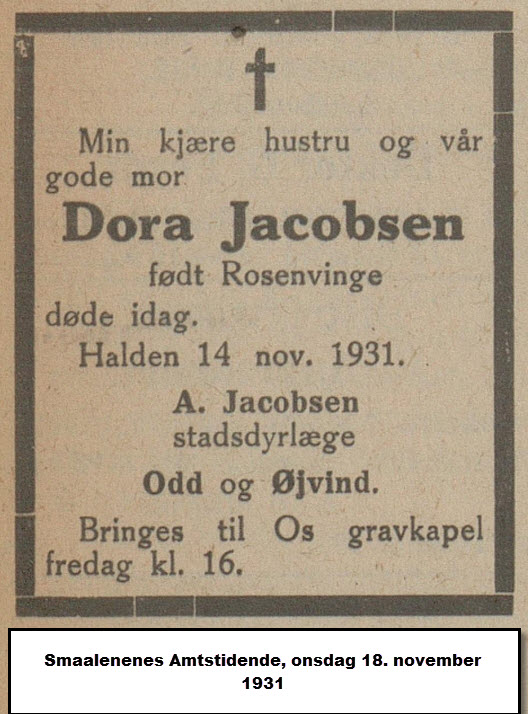 Min kjære hustru og vår
gode mor
Dora Jacobsen
født Rosenvinge
døde idag.
Halden 14 nov. 1931.
A. Jacobsen
stadsdyrlæge
Odd og Øjvind.
Bringes til Os gravkapel
fredag kl. 16.
Smaalenenes Amtstidende, onsdag 18. november
1931